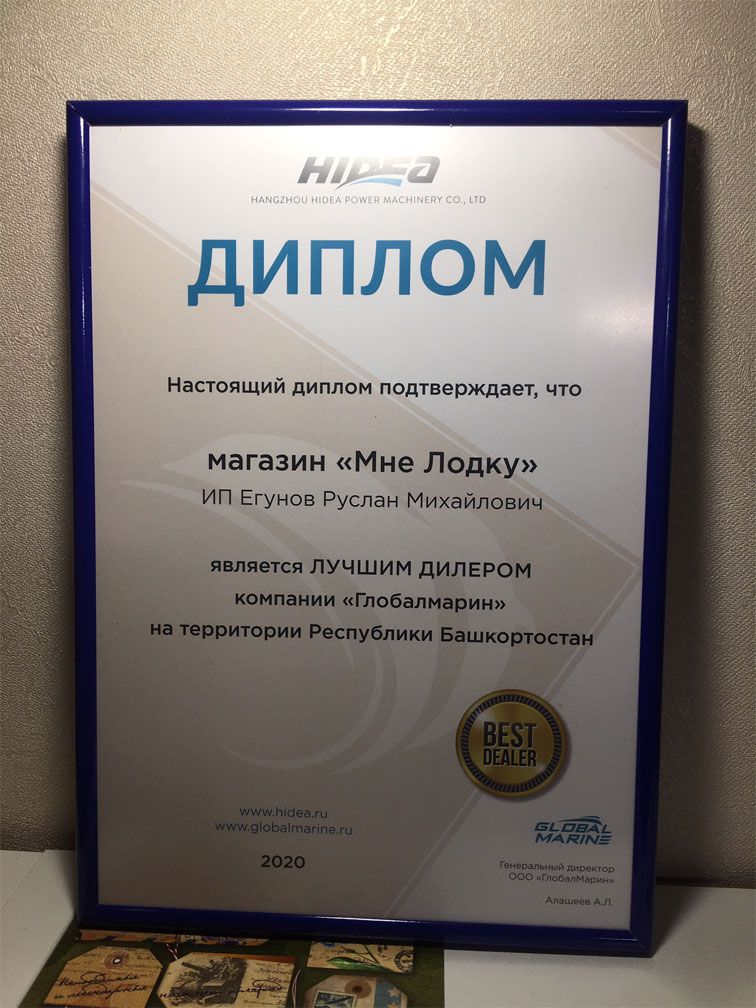 HIDEA
HANGZHOU HIDEA POWER MACHINERY CO., LTD
ДИПЛОМ
Настоящий диплом подтверждает, что
магазин «Мне Лодку»
ИП Егунов Руслан Михайлович
является ЛУЧШИМ ДИЛЕРОМ
компании «Глобалмарин»
на территории Республики Башкортостан
BEST
DEALER
www.hidea.ru
www.globalmarine.ru
2020
GLOBAL
MARINE
Генеральный директор
ООО «ГлобалМарин»
Алашеев А.Л.